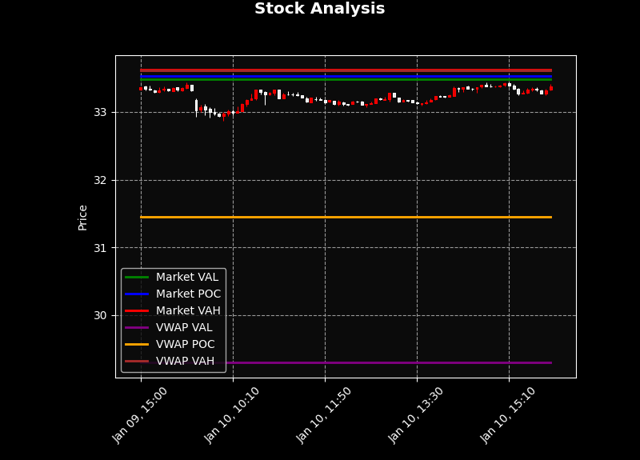 Stock Analysis
Price
33
32
31
30
Market VAL
Market POC
Market VAH
VWAP VAL
VWAP POC
VWAP VAH
Jan 09, 15:00
Jan 10, 10:10
Jan 10, 11:50
Jan 10, 13:30
Jan 10, 15:10